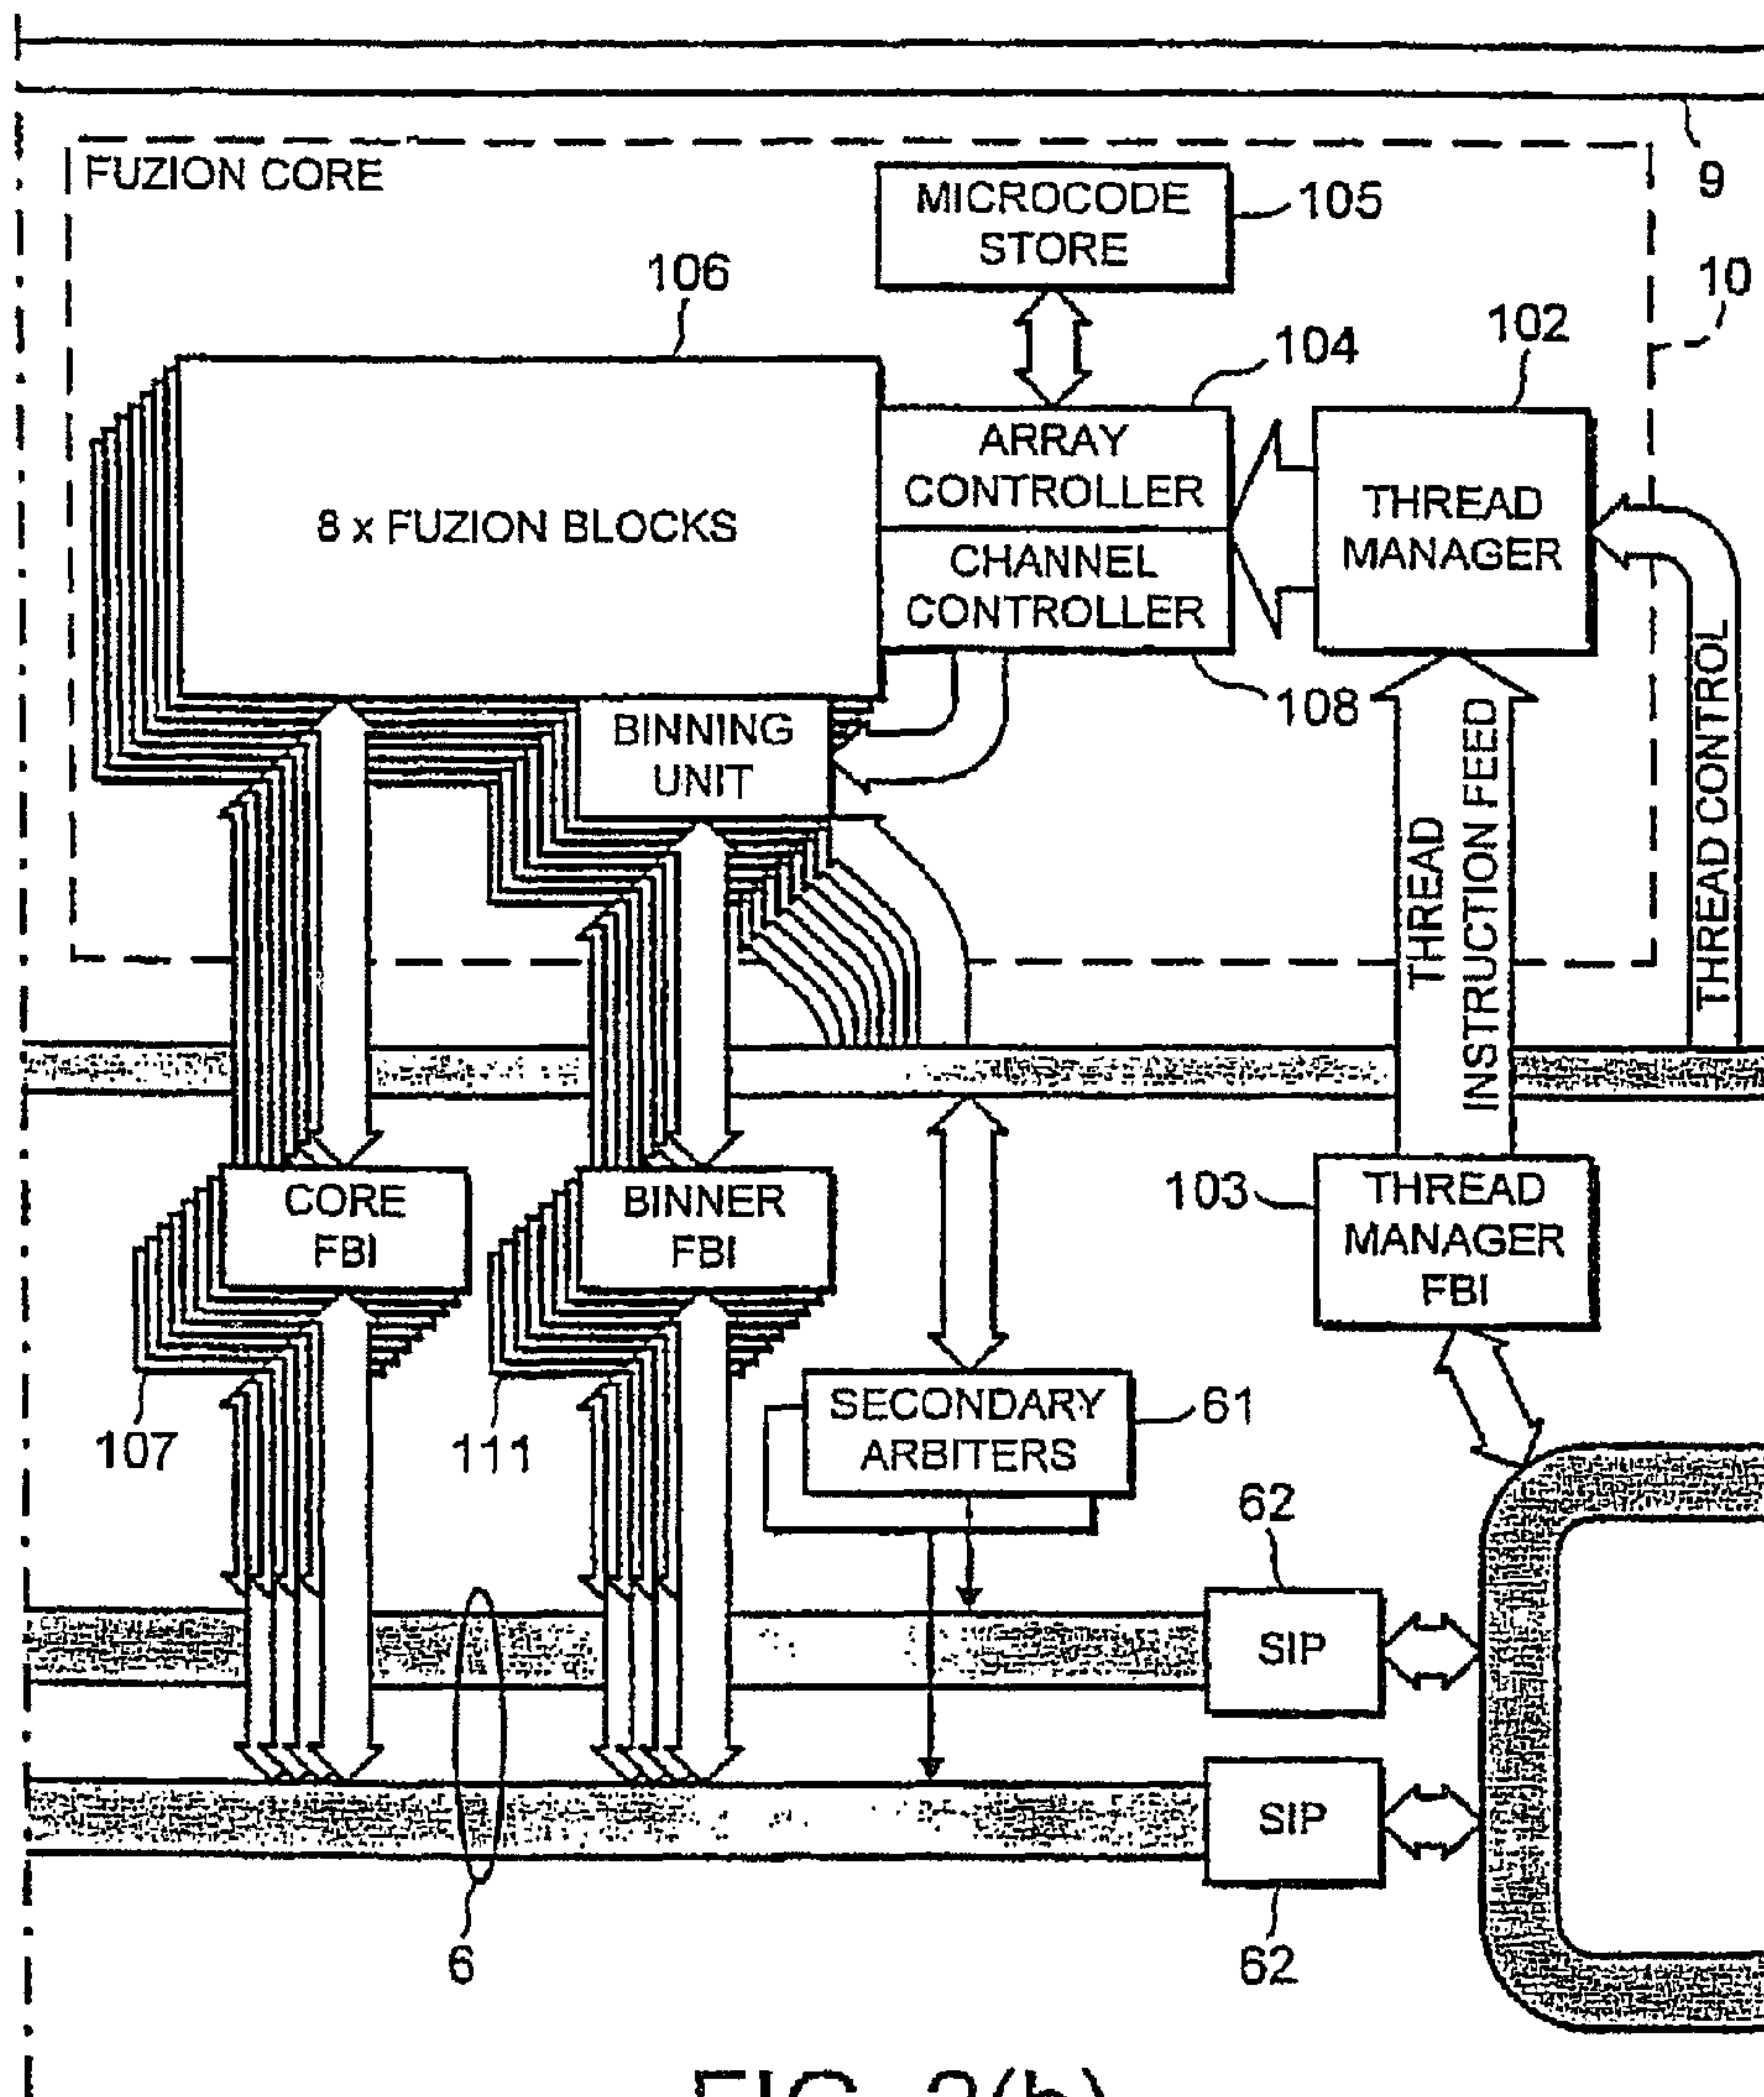 9
FUZION CORE
MICROCODE
STORE
105
10
106
104
102
ARRAY
CONTROLLER
8 x FUZION BLOCKS
THREAD
MANAGER
CHANNEL
CONTROLLER
108
BINNING
UNIT
THREAD
INSTRUCTION FEED
THREAD CONTROL
CORE
FBI
BINNER
FBI
103
THREAD
MANAGER
FBI
107
111
SECONDARY
ARBITERS
61
62
SIP
SIP
6
62
FIG. 2(b)